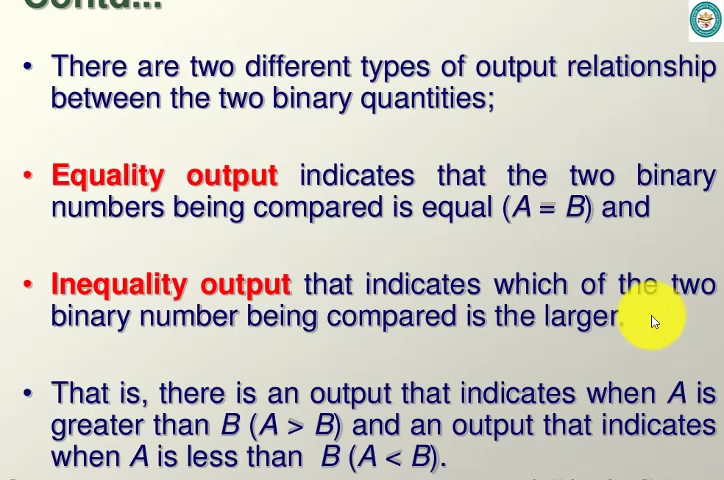 Contd...
• There are two different types of output relationship
between the two binary quantities;
• Equality output indicates that the two binary
numbers being compared is equal (A = B) and
• Inequality output that indicates which of the two
binary number being compared is the larger.
• That is, there is an output that indicates when A is
greater than B (A > B) and an output that indicates
when A is less than B (A < B).